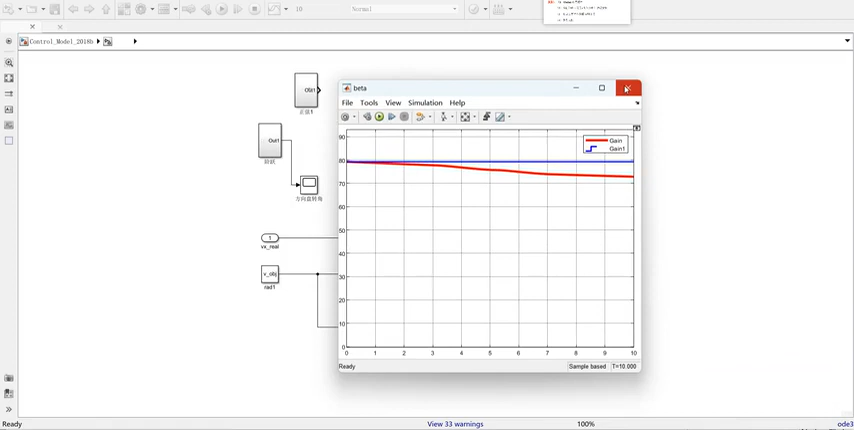 10
Normal
Control_Model_2018b
Out1
正弦1
Out1
阶跃
方向盘转角
1
vx_real
v_obj
rad1
beta
File Tools View Simulation Help
Gain
Gain1
90
80
70
60
50
40
30
20
10
0
0 1 2 3 4 5 6 7 8 9 10
Ready
Sample based T=10.000
Ready
View 33 warnings
100%
ode3